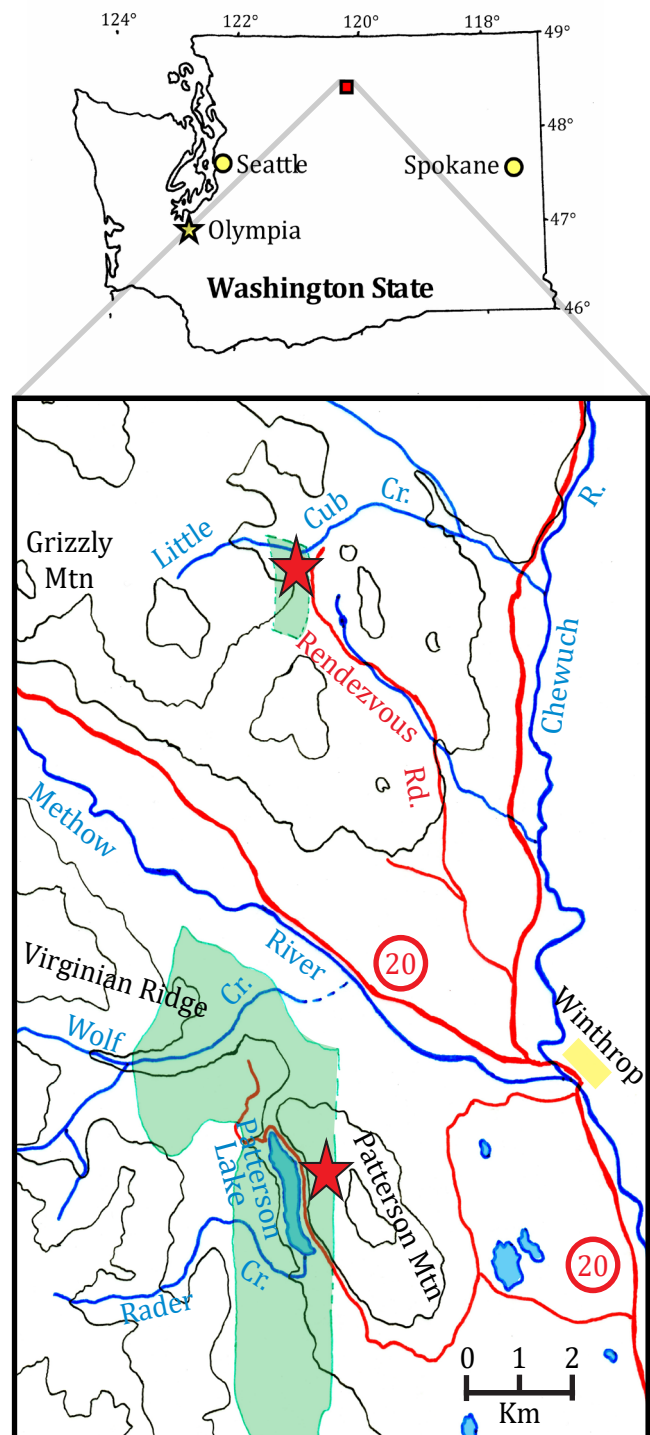 124°
122°
120°
118°
49°
48°
Seattle
Spokane
47°
Olympia
Washington State
46°
Little
Cub
Cr.
R.
Grizzly
Mtn
Chewuch
Rendezvous
Rd.
Methow
River
20
Virginian Ridge
Cr.
Wolf
Winthrop
Patterson
Lake
Patterson Mtn
Cr.
Rader
20
0 1 2
Km